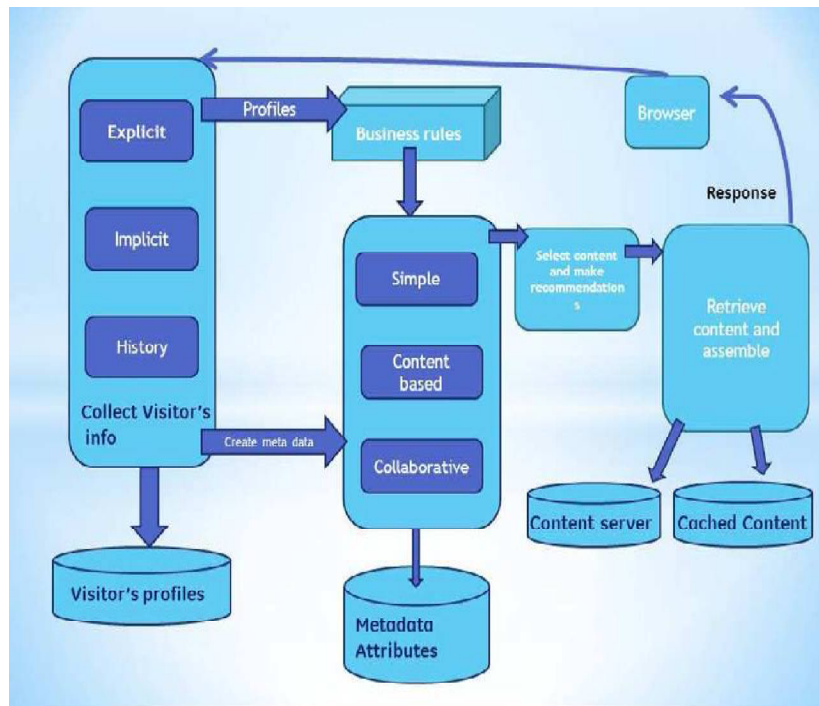 Explicit
Implicit
History
Collect Visitor's
info
Profiles
Business rules
Browser
Response
Simple
Content
based
Collaborative
Create meta data
Select content
and make
recommendation
s
Retrieve
content and
assemble
Content server
Cached Content
Visitor's profiles
Metadata
Attributes